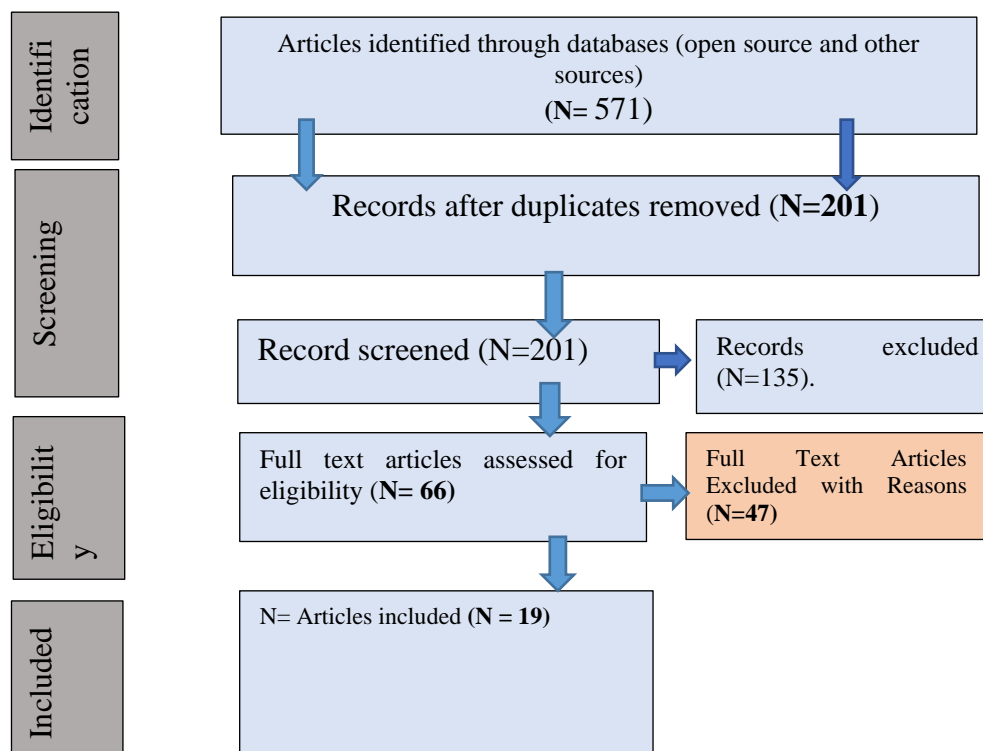 Identifi
cation
Articles identified through databases (open source and other
sources)
(N= 571)
Screening
Records after duplicates removed (N=201)
Record screened (N=201)
Records excluded
(N=135).
Eligibilit
y
Full text articles assessed for
eligibility (N= 66)
Full Text Articles
Excluded with Reasons
(N=47)
Included
N= Articles included (N = 19)